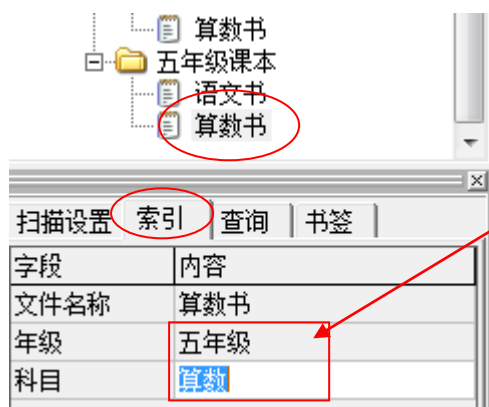 算数书
五年级课本
语文书
算数书
扫描设置 索引 查询 书签
字段 内容
文件名称 算数书
年级 五年级
科目 算数